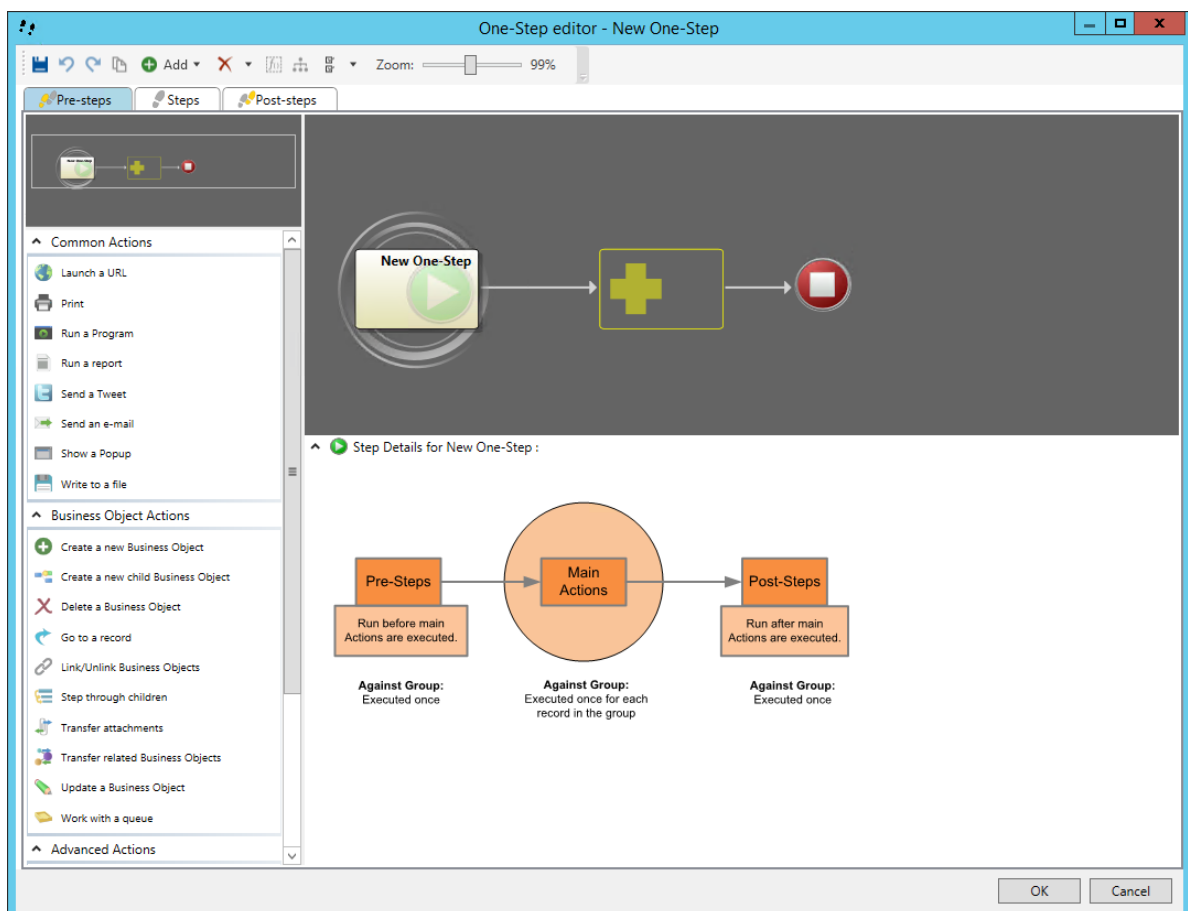 One-Step editor - New One-Step
Add
Zoom:
99%
Pre-steps
Steps
Post-steps
Common Actions
Launch a URL
Print
Run a Program
Run a report
Send a Tweet
Send an e-mail
Show a Popup
Write to a file
Business Object Actions
Create a new Business Object
Create a new child Business Object
Delete a Business Object
Go to a record
Link/Unlink Business Objects
Step through children
Transfer attachments
Transfer related Business Objects
Update a Business Object
Work with a queue
Advanced Actions
New One-Step
Step Details for New One-Step :
Pre-Steps
Run before main
Actions are executed.
Against Group:
Executed once
Main
Actions
Against Group:
Executed once for each
record in the group
Post-Steps
Run after main
Actions are executed.
Against Group:
Executed once
OK
Cancel